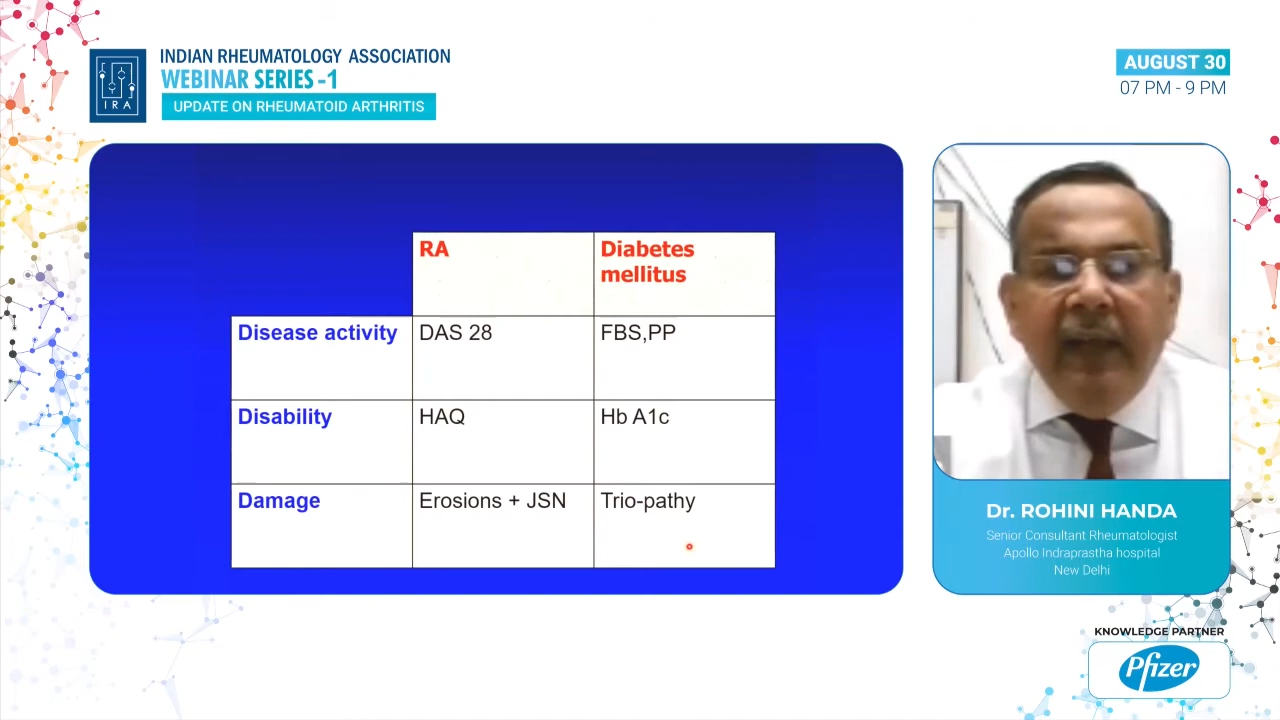 INDIAN RHEUMATOLOGY ASSOCIATION
WEBINAR SERIES -1
UPDATE ON RHEUMATOID ARTHRITIS
IRA
AUGUST 30
07 PM - 9 PM
RA
Diabetes
mellitus
Disease activity
DAS 28
FBS,PP
Disability
HAQ
Hb A1c
Damage
Erosions + JSN
Trio-pathy
Dr. ROHINI HANDA
Senior Consultant Rheumatologist
Apollo Indraprastha hospital
New Delhi
KNOWLEDGE PARTNER
Pfizer